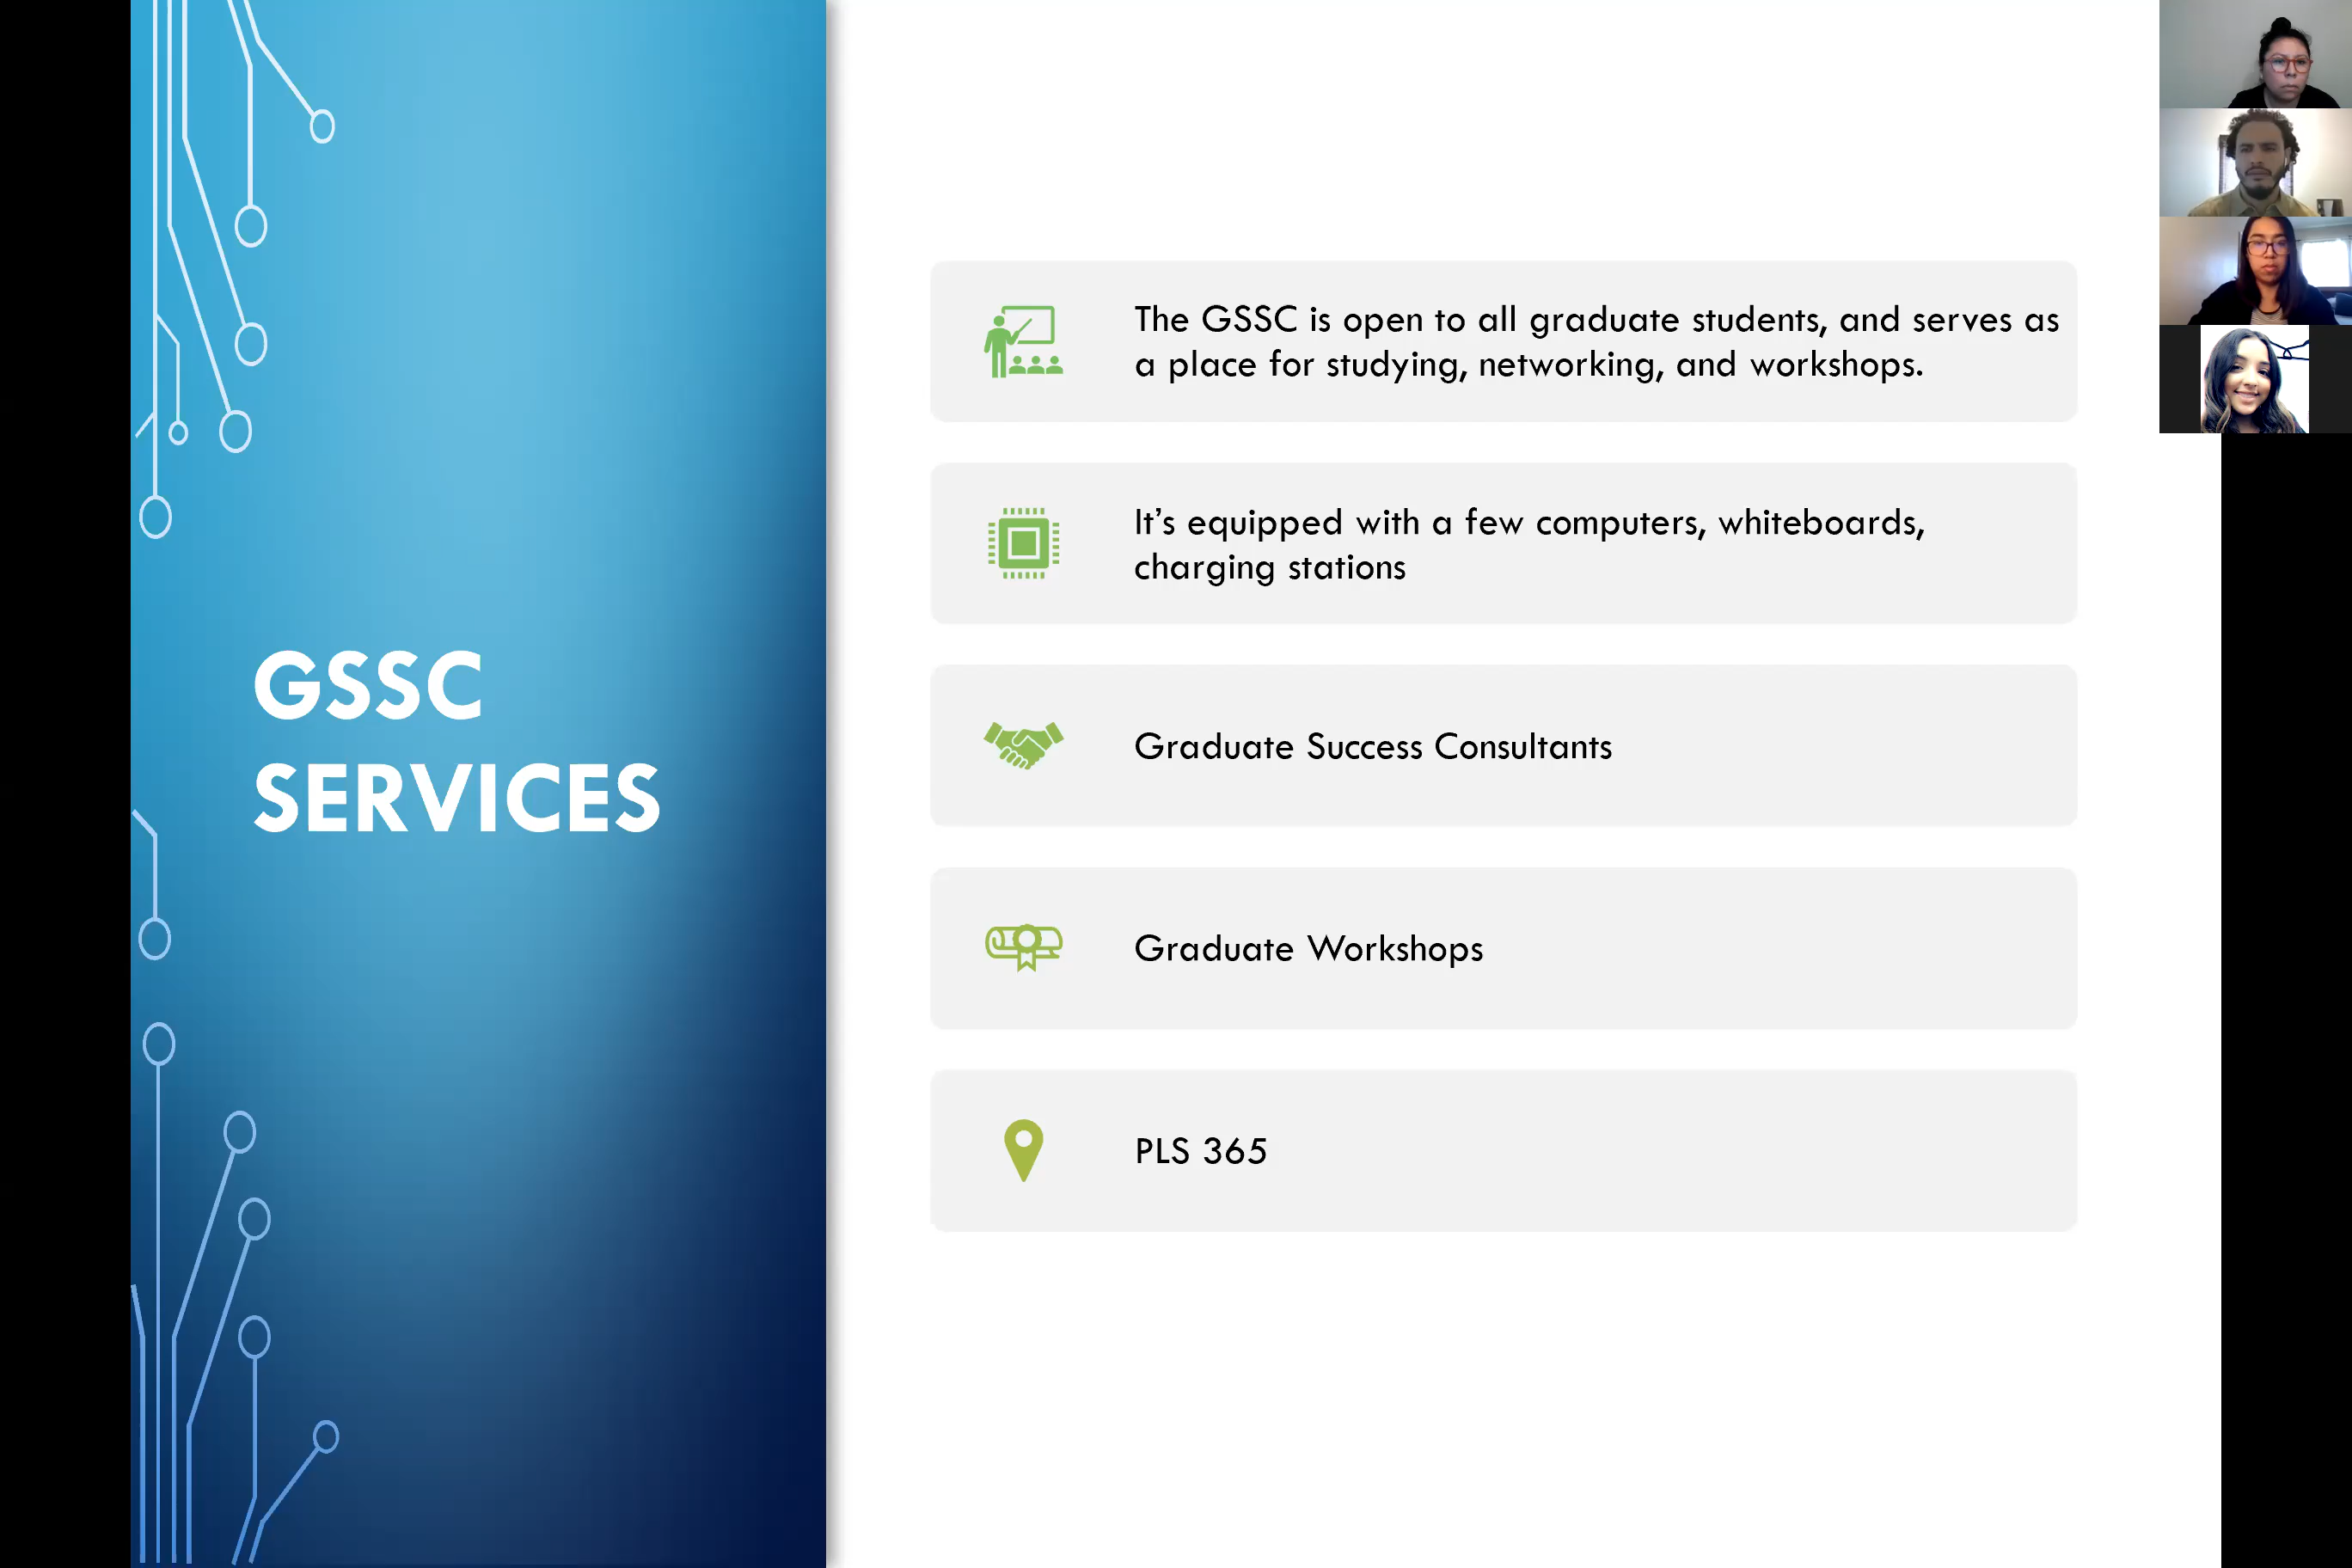 GSSC
SERVICES
The GSSC is open to all graduate students, and serves as
a place for studying, networking, and workshops.
It’s equipped with a few computers, whiteboards,
charging stations
Graduate Success Consultants
Graduate Workshops
PLS 365